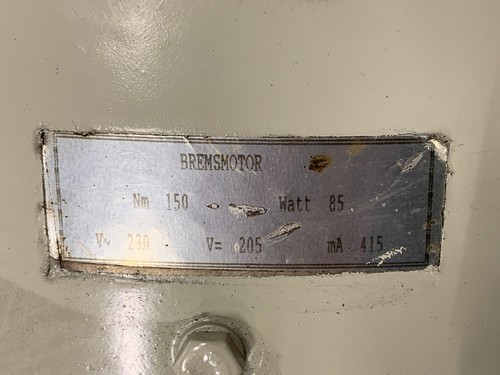 BREMSMOTOR
Nm 150 Watt 85
V~ 230 V= 205 mA 415